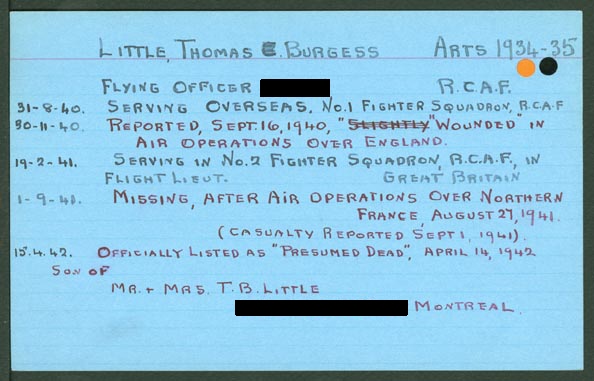 LITTLE, THOMAS E. BURGESS ARTS 1934-35
FLYING OFFICER R.C.A.F.
31-8-40. SERVING OVERSEAS, No.1 FIGHTER SQUADRON, R.C.A.F
30-11-40. REPORTED, SEPT. 16, 1940, "SLIGHTLY "WOUNDED" IN
AIR OPERATIONS OVER ENGLAND.
19-2-41. SERVING IN No.2 FIGHTER SQUADRON, R.C.A.F., IN
FLIGHT LIEUT. GREAT BRITAIN
1-9-41. MISSING, AFTER AIR OPERATIONS OVER NORTHERN
FRANCE, AUGUST 27, 1941.
(CASUALTY REPORTED SEPT 1, 1941).
15.4.42. OFFICIALLY LISTED AS "PRESUMED DEAD", APRIL 14, 1942
SON OF
MR. + MRS. T. B. LITTLE
MONTREAL.